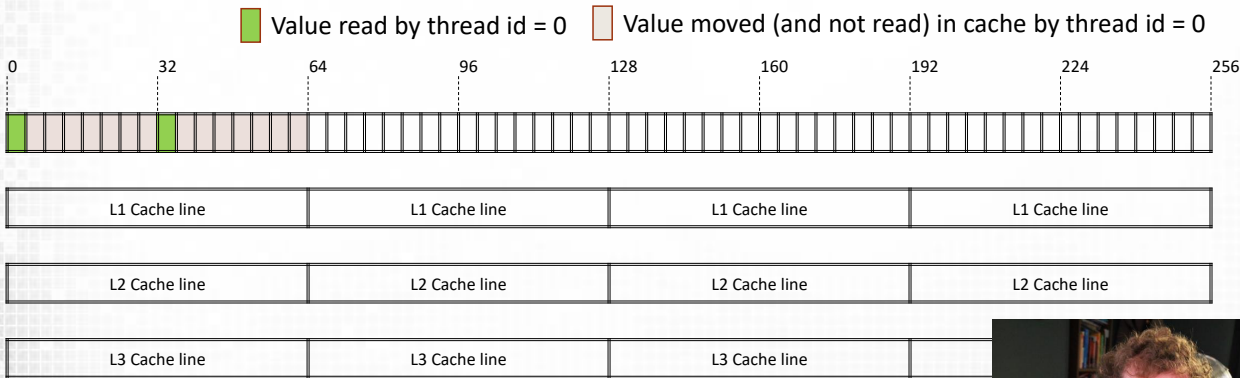 Value read by thread id = 0 Value moved (and not read) in cache by thread id = 0
0 32 64 96 128 160 192 224 256
L1 Cache line L1 Cache line L1 Cache line L1 Cache line
L2 Cache line L2 Cache line L2 Cache line L2 Cache line
L3 Cache line L3 Cache line L3 Cache line